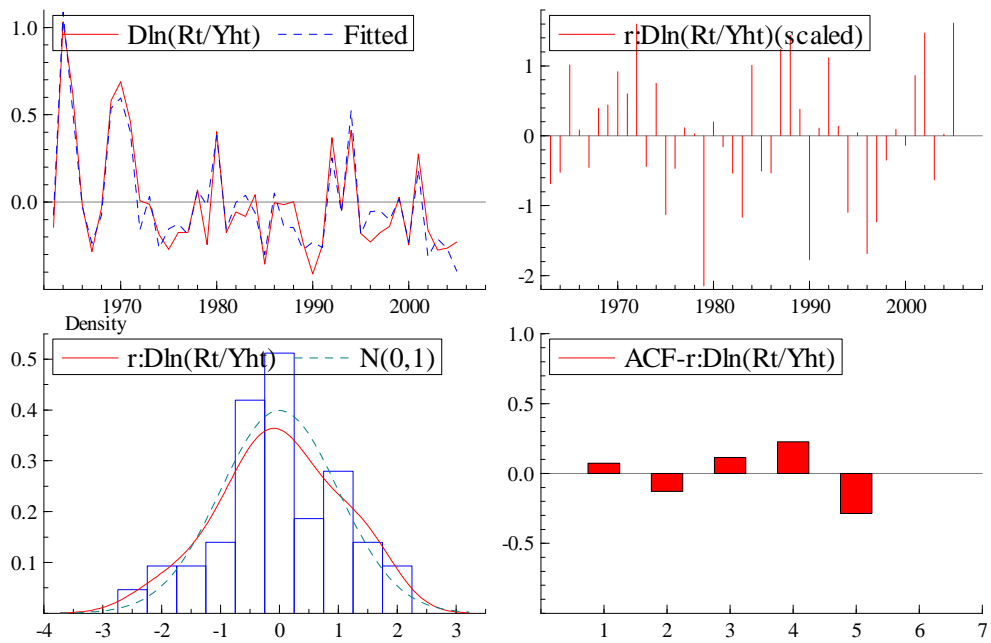 Dln(Rt/Yht) Fitted
1.0
0.5
0.0
1970 1980 1990 2000
r:Dln(Rt/Yht)(scaled)
1
0
-1
-2
1970 1980 1990 2000
Density
r:Dln(Rt/Yht) N(0,1)
0.5
0.4
0.3
0.2
0.1
-4 -3 -2 -1 0 1 2 3
ACF-r:Dln(Rt/Yht)
1.0
0.5
0.0
-0.5
0 1 2 3 4 5 6 7